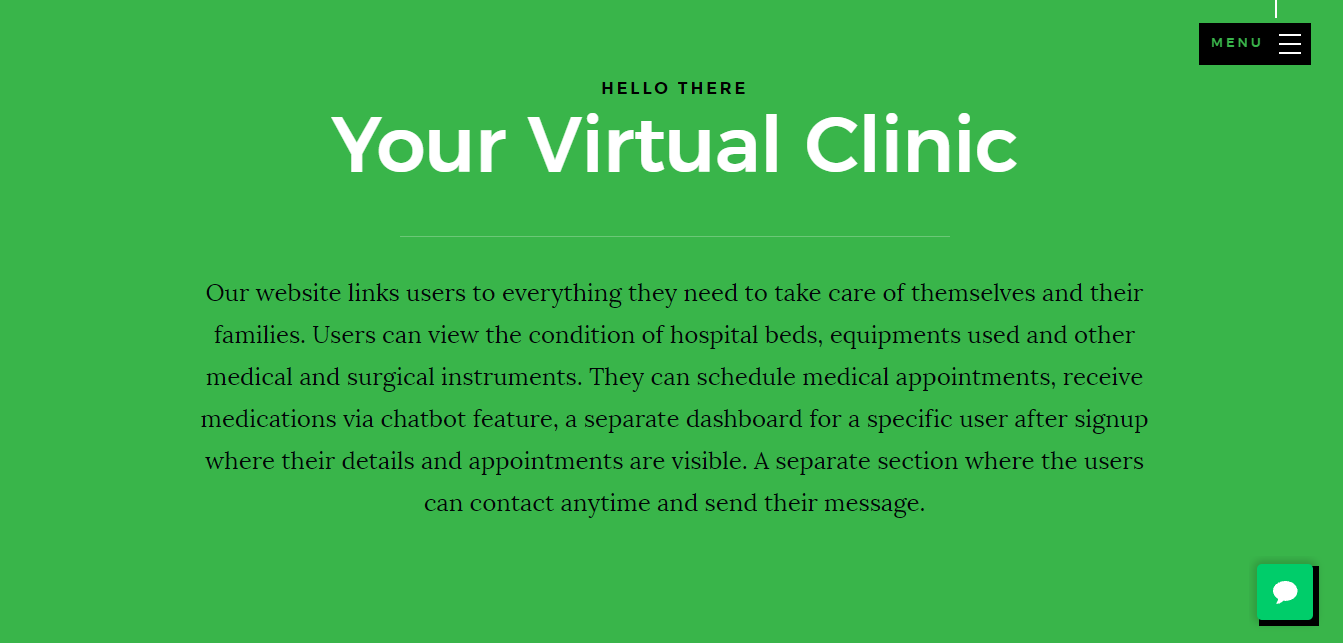 MENU
HELLO THERE
Your Virtual Clinic
Our website links users to everything they need to take care of themselves and their
families. Users can view the condition of hospital beds, equipments used and other
medical and surgical instruments. They can schedule medical appointments, receive
medications via chatbot feature, a separate dashboard for a specific user after signup
where their details and appointments are visible. A separate section where the users
can contact anytime and send their message.